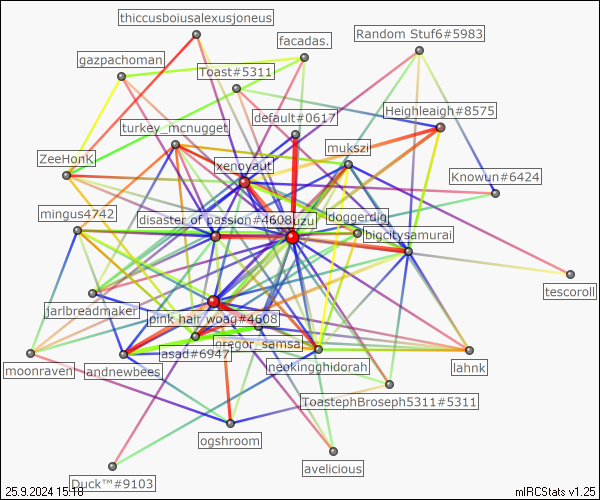 thiccusboiusalexusjoneus
Random Stuf6#5983
facadas.
gazpachoman
Toast#5311
Heighleigh#8575
default#0617
turkey_mcnugget
mukszi
ZeeHonK
xenoyaut
Knowun#6424
mingus4742
disaster of passion#4608
uzu
doggerdig
bigcitysamurai
tescoroll
jarlbreadmaker
pink hair woag#4608
gregor_samsa
asad#6947
neokingghidorah
moonraven
andnewbees
lahnk
ToastephBroseph5311#5311
ogshroom
avelicious
Duck™#9103
25.9.2024 15:18
mIRCStats v1.25